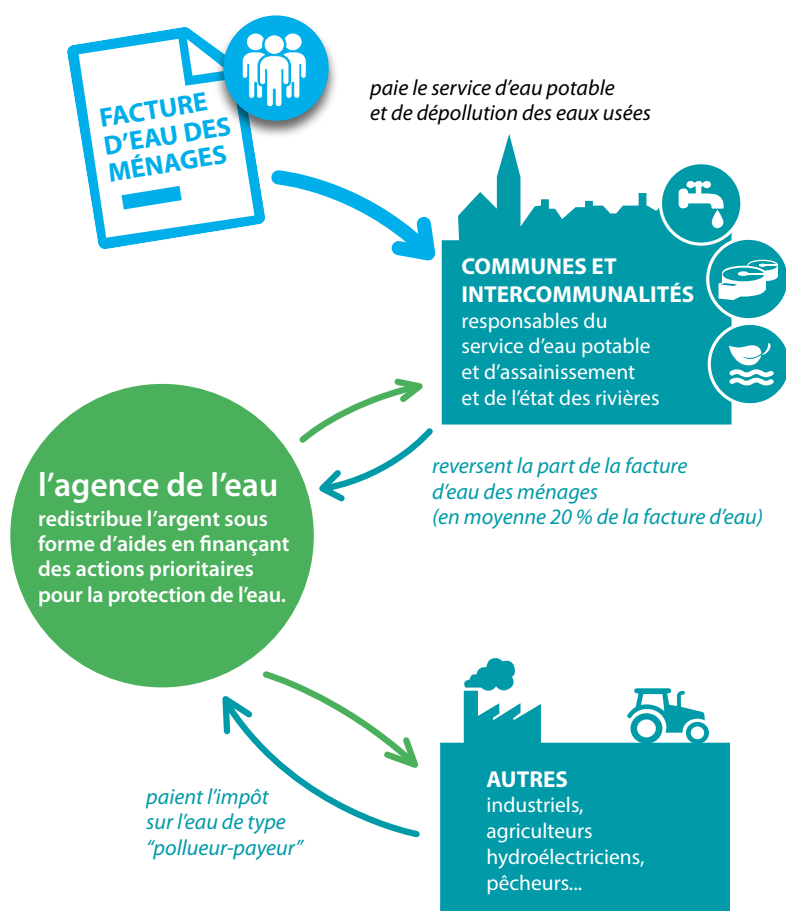 FACTURE
D'EAU DES
MÉNAGES
paie le service d'eau potable
et de dépollution des eaux usées
COMMUNES ET
INTERCOMMUNALITÉS
responsables du
service d'eau potable
et d'assainissement
et de l'état des rivières
reversent la part de la facture
d'eau des ménages
(en moyenne 20 % de la facture d'eau)
l'agence de l'eau
redistribue l'argent sous
forme d'aides en finançant
des actions prioritaires
pour la protection de l'eau.
paient l'impôt
sur l'eau de type
"pollueur-payeur"
AUTRES
industriels,
agriculteurs
hydroélectriciens,
pêcheurs...